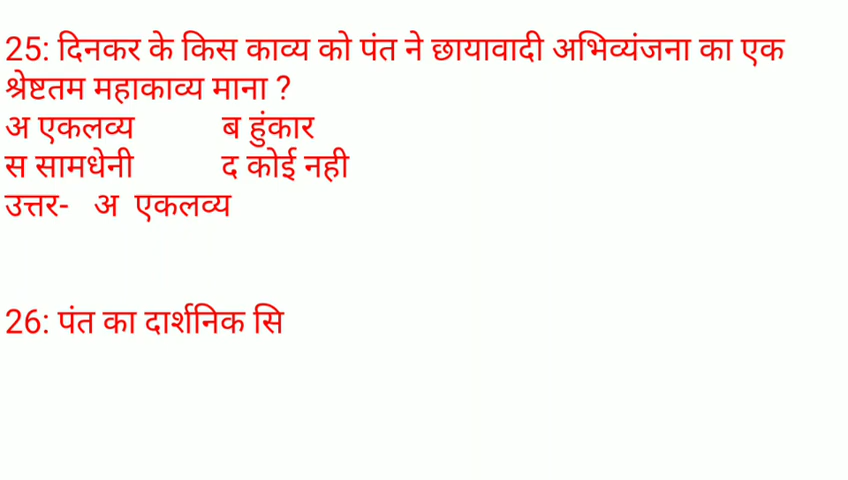 25: दिनकर के किस काव्य को पंत ने छायावादी अभिव्यंजना का एक
श्रेष्टतम महाकाव्य माना ?
अ एकलव्य ब हुंकार
स सामधेनी द कोई नही
उत्तर- अ एकलव्य
26: पंत का दार्शनिक सि